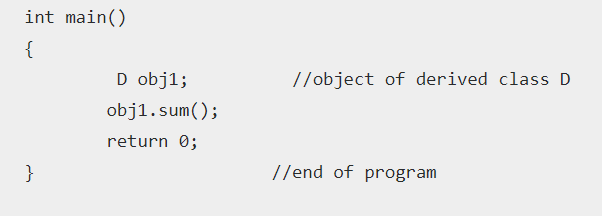 int main()
{
D obj1; //object of derived class D
obj1.sum();
return 0;
} //end of program